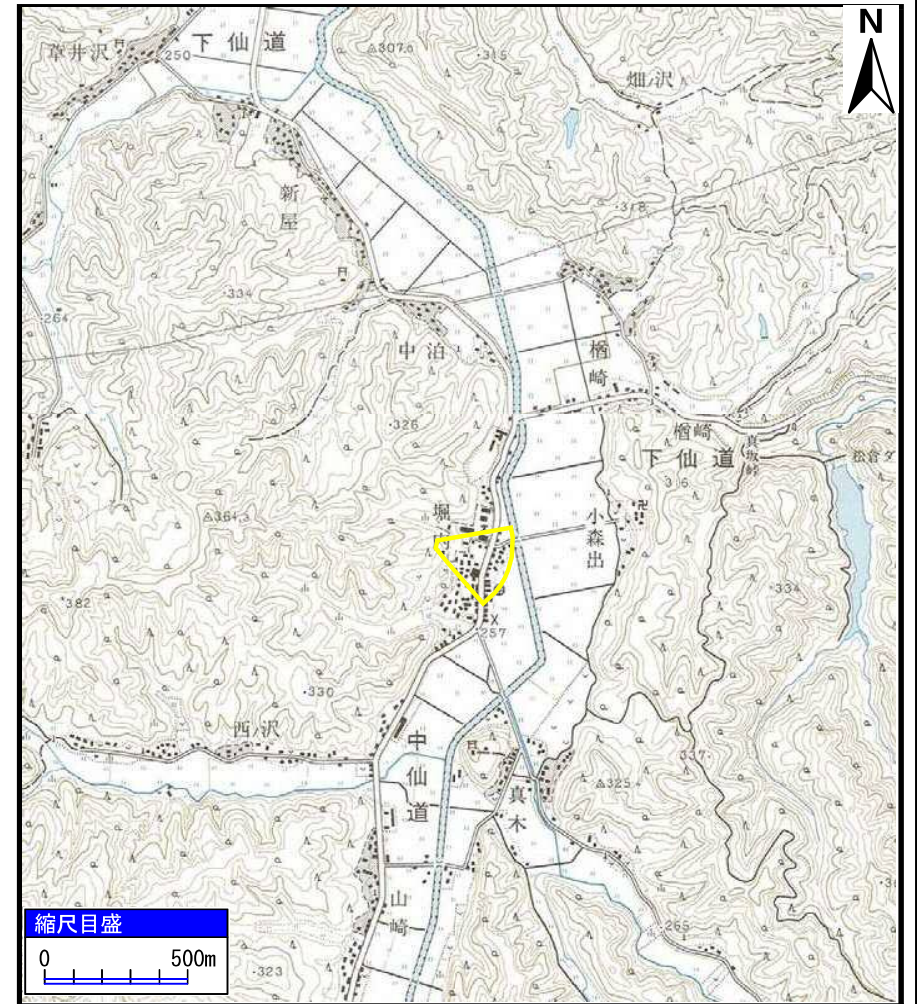 N
草井沢
250
下仙道
307.6
315
畑ノ沢
新屋
318
334
264
中泊
楢崎
326
楢崎
下仙道
真坂峠
松倉ダ
316
堀
小森出
364.3
334
382
257
330
西ノ沢
中仙道
337
325
真木
山崎
265
323
縮尺目盛
0 500m